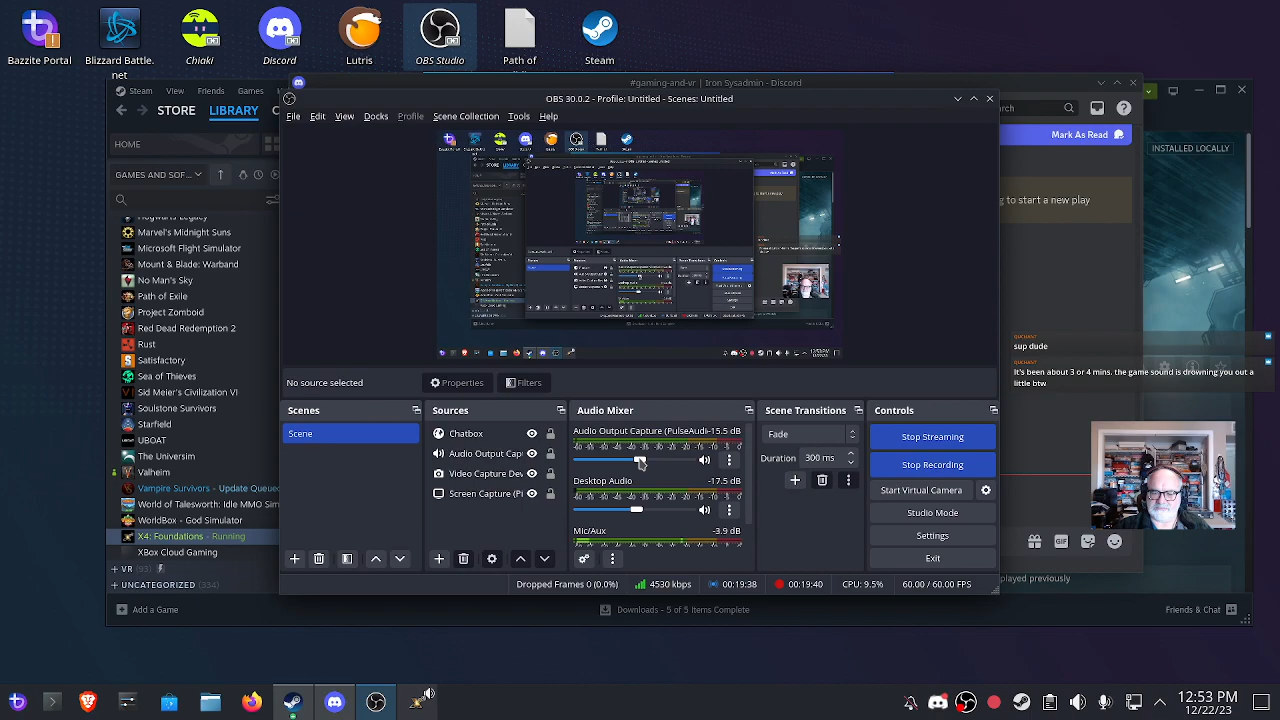 Bazzite Portal
Blizzard Battle.
net
Chiaki
Discord
Lutris
OBS Studio
Path of
Steam
#gaming-and-vr | Iron Sysadmin - Discord
Steam View Friends Games
STORE LIBRARY C
HOME
GAMES AND SOF...
Marvel's Midnight Suns
Microsoft Flight Simulator
Mount & Blade: Warband
No Man's Sky
Path of Exile
Project Zomboid
Red Dead Redemption 2
Rust
Satisfactory
Sea of Thieves
Sid Meier's Civilization VI
Soulstone Survivors
Starfield
UBOAT
The Universim
Valheim
Vampire Survivors - Update Queued
World of Talesworth: Idle MMO Sim
WorldBox - God Simulator
X4: Foundations - Running
XBox Cloud Gaming
+ VR (93)
+ UNCATEGORIZED (334)
Add a Game
Downloads - 5 of 5 Items Complete
Friends & Chat
OBS 30.0.2 - Profile: Untitled - Scenes: Untitled
File Edit View Docks Profile Scene Collection Tools Help
No source selected
Properties
Filters
Scenes
Scene
Sources
Chatbox
Video Capture Dev
Screen Capture (Pi
Audio Mixer
Audio Output Capture (PulseAudi -15.5 dB
Desktop Audio -17.5 dB
Mic/Aux -3.9 dB
Scene Transitions
Fade
Duration 300 ms
Controls
Stop Streaming
Stop Recording
Start Virtual Camera
Studio Mode
Settings
Exit
Dropped Frames 0 (0.0%) 4530 kbps 00:19:38 00:19:40 CPU: 9.5% 60.00 / 60.00 FPS
Mark As Read
INSTALLED LOCALLY
g to start a new play
QUCHANT
sup dude
QUCHANT
It's been about 3 or 4 mins. the game sound is drowning you out a
little btw
GIF
played previously
12:53 PM
12/22/23